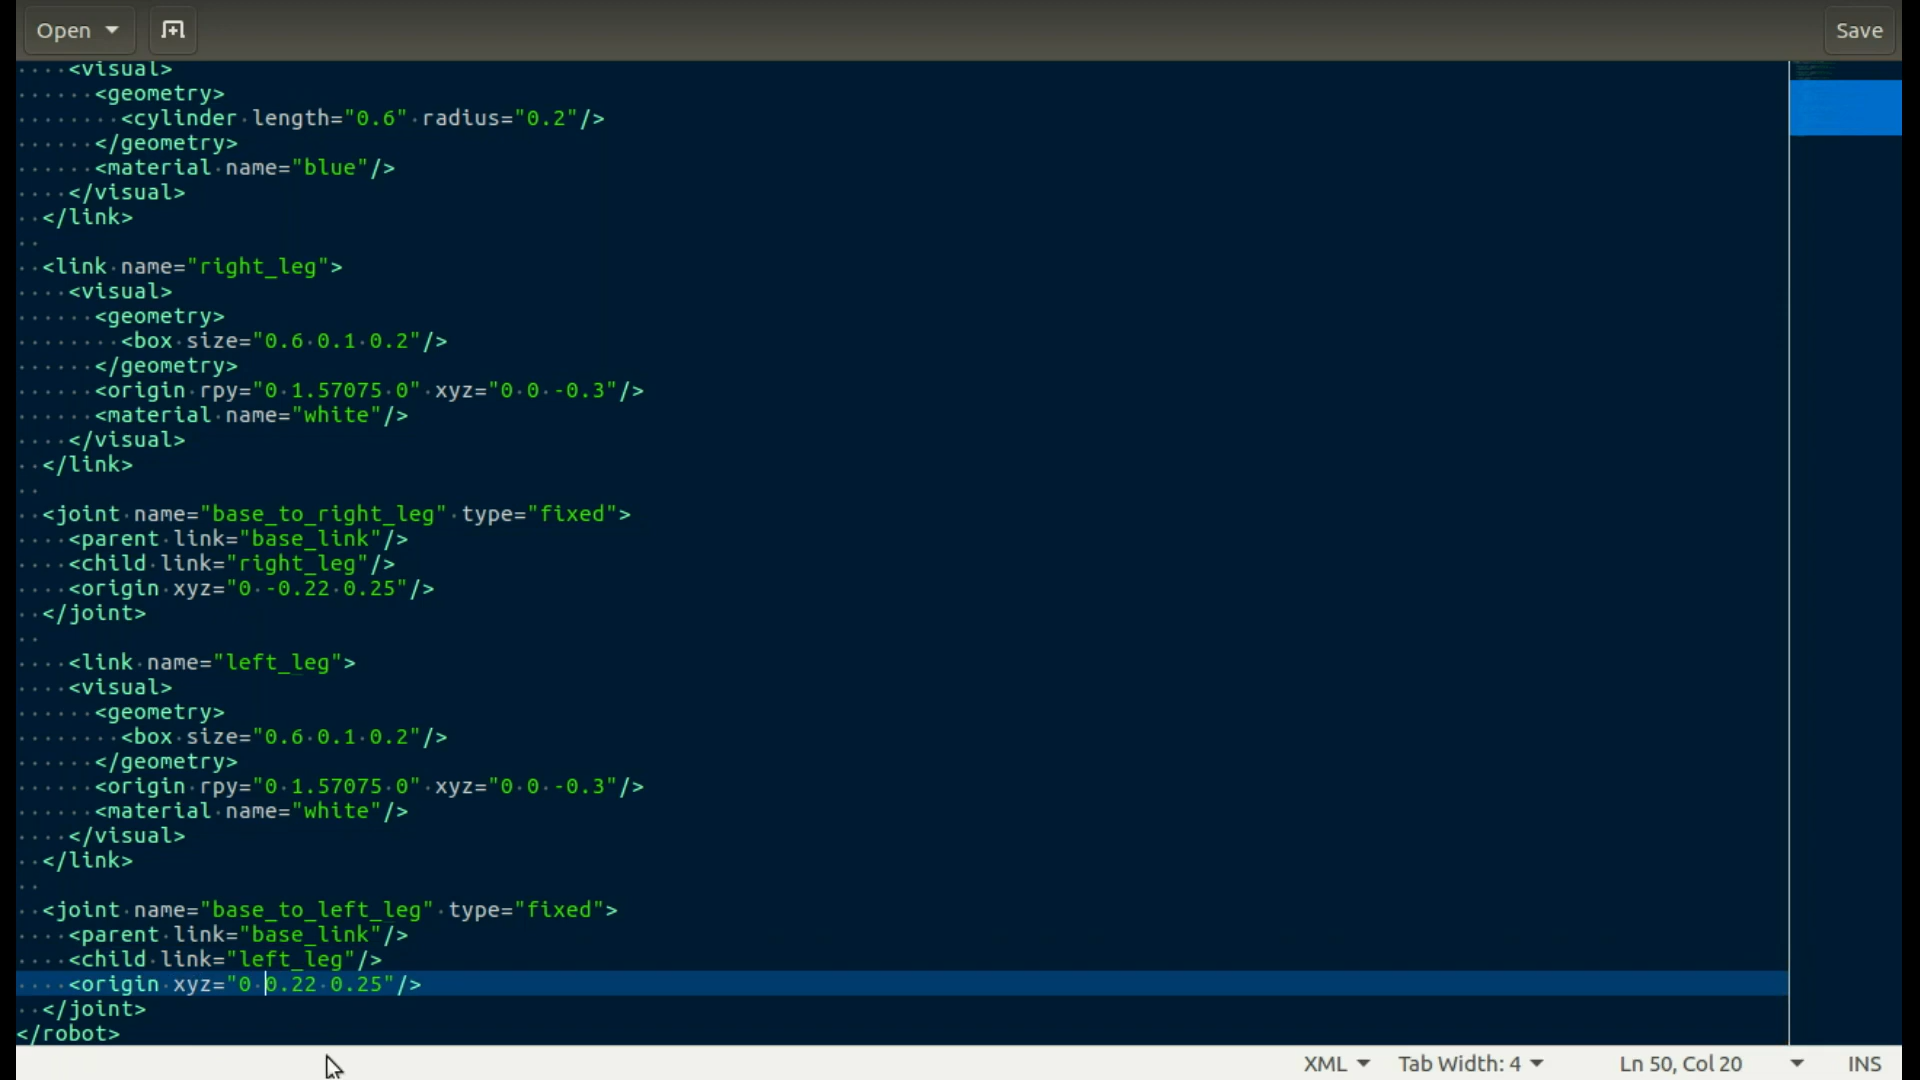 Open
Save
<visual>
<geometry>
<cylinder length="0.6" radius="0.2"/>
</geometry>
<material name="blue"/>
</visual>
</link>
<link name="right_leg">
<visual>
<geometry>
<box size="0.6 0.1 0.2"/>
</geometry>
<origin rpy="0 1.57075 0" xyz="0 0 -0.3"/>
<material name="white"/>
</visual>
</link>
<joint name="base_to_right_leg" type="fixed">
<parent link="base_link"/>
<child link="right_leg"/>
<origin xyz="0 -0.22 0.25"/>
</joint>
<link name="left_leg">
<visual>
<geometry>
<box size="0.6 0.1 0.2"/>
</geometry>
<origin rpy="0 1.57075 0" xyz="0 0 -0.3"/>
<material name="white"/>
</visual>
</link>
<joint name="base_to_left_leg" type="fixed">
<parent link="base_link"/>
<child link="left_leg"/>
<origin xyz="0 0.22 0.25"/>
</joint>
</robot>
XML Tab Width: 4 Ln 50, Col 20 INS